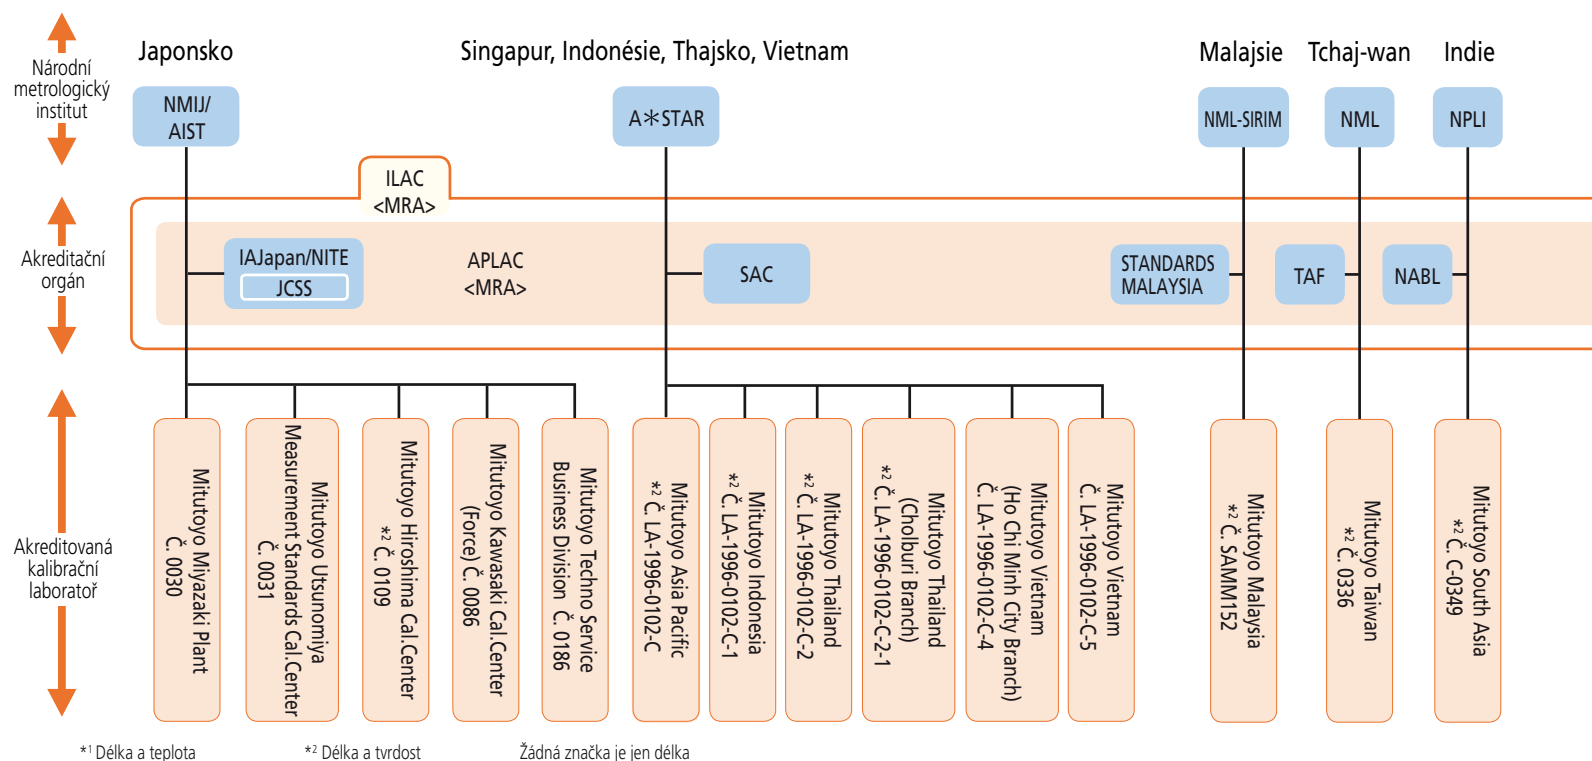 Národní
metrologický
institut
Japonsko
Singapur, Indonésie, Thajsko, Vietnam
Malajsie
Tchaj-wan
Indie
NMIJ/
AIST
A✳STAR
NML-SIRIM
NML
NPLI
ILAC
<MRA>
Akreditační
orgán
IAJapan/NITE
JCSS
APLAC
<MRA>
SAC
STANDARDS
MALAYSIA
TAF
NABL
Akreditovaná
kalibrační
laboratoř
Mitutoyo Miyazaki Plant
Č. 0030
Mitutoyo Utsunomiya
Measurement Standards Cal.Center
Č. 0031
Mitutoyo Hiroshima Cal.Center
*2 Č. 0109
Mitutoyo Kawasaki Cal.Center
(Force) Č. 0086
Mitutoyo Techno Service
Business Division Č. 0186
Mitutoyo Asia Pacific
*2 Č. LA-1996-0102-C
Mitutoyo Indonesia
*2 Č. LA-1996-0102-C-1
Mitutoyo Thailand
*2 Č. LA-1996-0102-C-2
Mitutoyo Thailand
(Cholburi Branch)
*2 Č. LA-1996-0102-C-2-1
Mitutoyo Vietnam
(Ho Chi Minh City Branch)
Č. LA-1996-0102-C-4
Mitutoyo Vietnam
Č. LA-1996-0102-C-5
Mitutoyo Malaysia
*2 Č. SAMM152
Mitutoyo Taiwan
*2 Č. 0336
Mitutoyo South Asia
*2 Č. C-0349
*1 Délka a teplota
*2 Délka a tvrdost
Žádná značka je jen délka